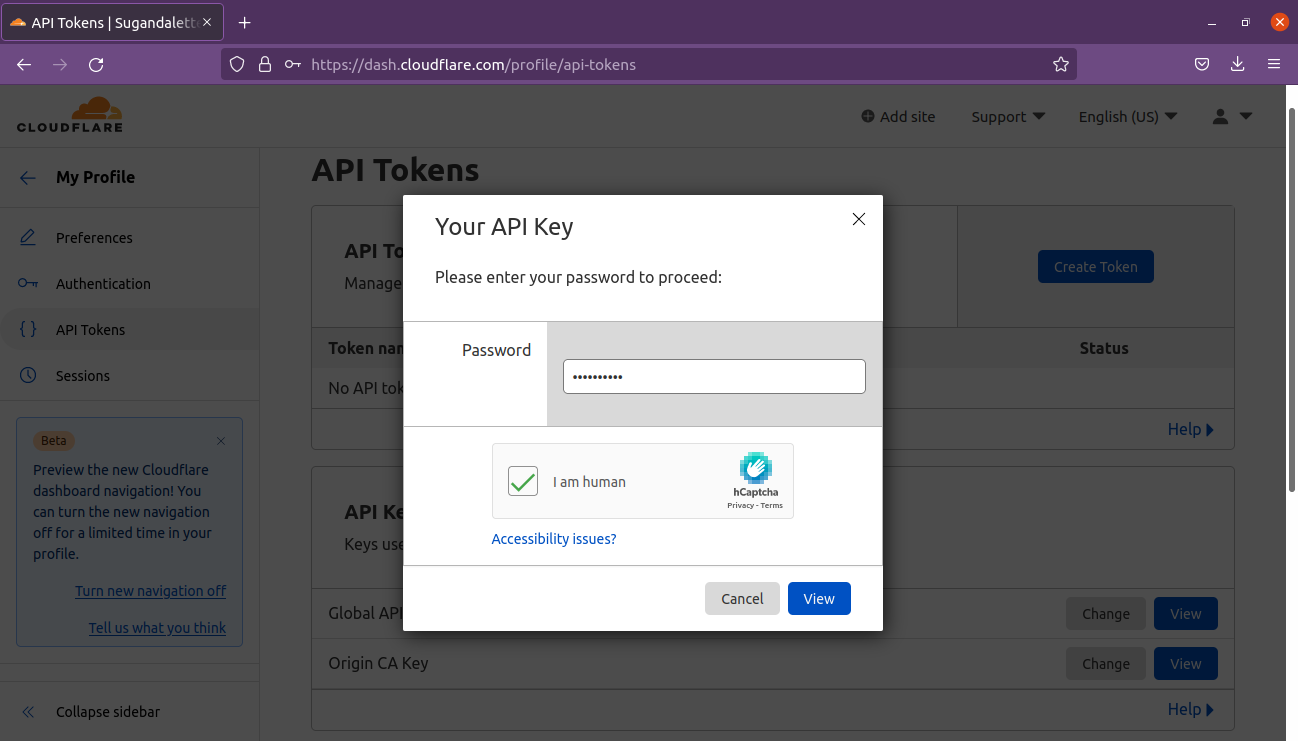 API Tokens | Sugandalette
https://dash.cloudflare.com/profile/api-tokens
CLOUDFLARE
Add site
Support
English (US)
My Profile
Preferences
Authentication
API Tokens
Sessions
Beta
Preview the new Cloudflare
dashboard navigation! You
can turn the new navigation
off for a limited time in your
profile.
Turn new navigation off
Tell us what you think
Collapse sidebar
API Tokens
API To
Manage
Create Token
Token nam
Status
No API tok
Help
API Ke
Keys use
Global API
Change
View
Origin CA Key
Change
View
Help
Your API Key
Please enter your password to proceed:
Password
••••••••••
I am human
hCaptcha
Privacy - Terms
Accessibility issues?
Cancel
View